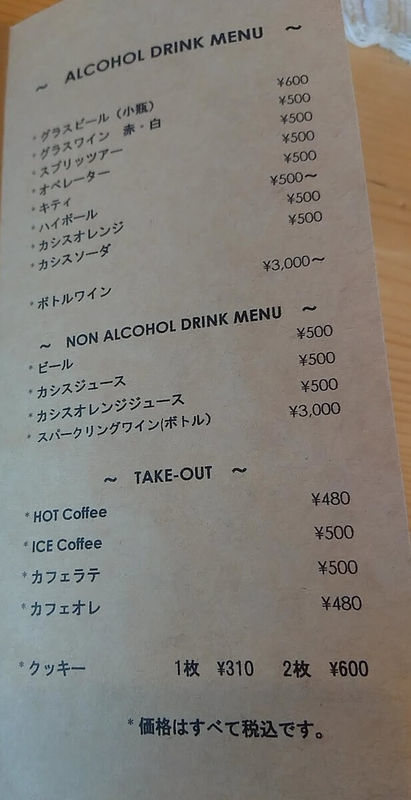 ～ ALCOHOL DRINK MENU ～
*グラスビール（小瓶） ¥600
*グラスワイン 赤・白 ¥500
*スプリッツアー ¥500
*オペレーター ¥500
*キティ ¥500
*ハイボール ¥500～
*カシスオレンジ ¥500
*カシスソーダ ¥500
*ボトルワイン ¥3,000～
～ NON ALCOHOL DRINK MENU ～
*ビール ¥500
*カシスジュース ¥500
*カシスオレンジジュース ¥500
*スパークリングワイン(ボトル） ¥3,000
～ TAKE-OUT ～
*HOT Coffee ¥480
*ICE Coffee ¥500
*カフェラテ ¥500
*カフェオレ ¥480
*クッキー 1枚 ¥310 2枚 ¥600
*価格はすべて税込です。